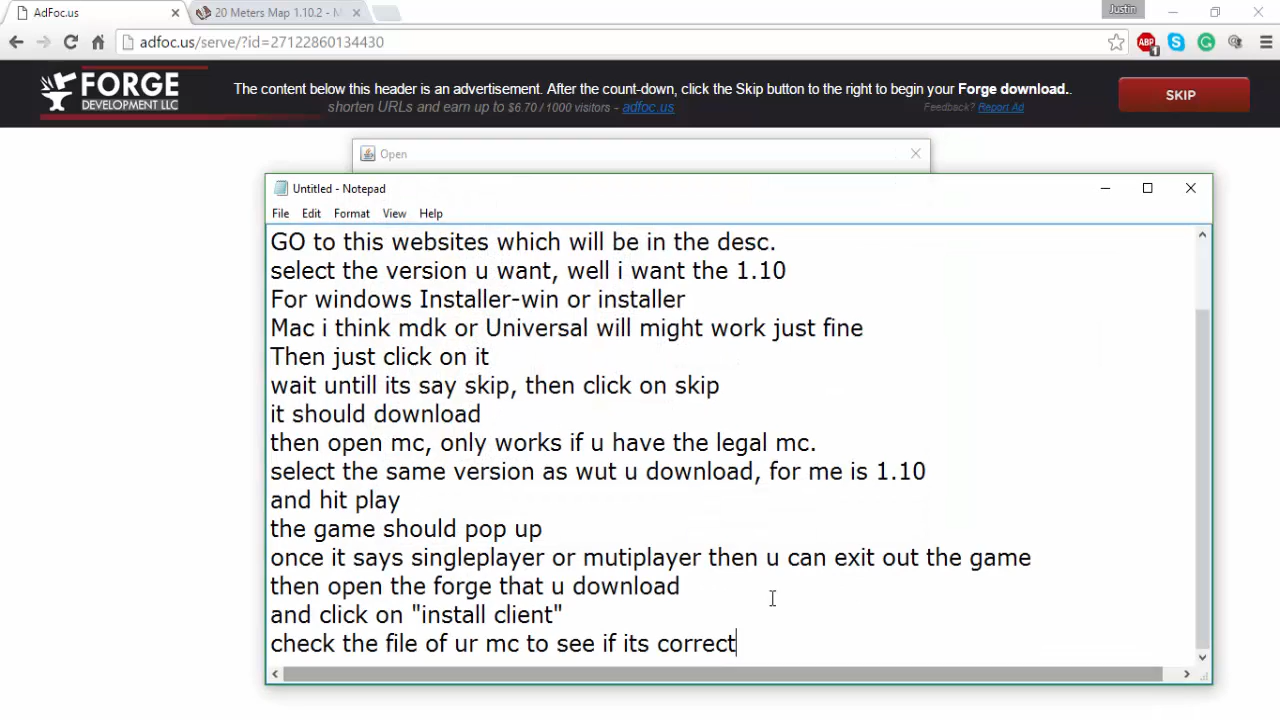 AdFoc.us
20 Meters Map 1.10.2 - M
Justin
adfoc.us/serve/?id=27122860134430
ABP
1
FORGE
DEVELOPMENT LLC
The content below this header is an advertisement. After the count-down, click the Skip button to the right to begin your Forge download..
shorten URLs and earn up to $6.70 / 1000 visitors - adfoc.us
Feedback? Report Ad
SKIP
Open
Untitled - Notepad
File Edit Format View Help
GO to this websites which will be in the desc.
select the version u want, well i want the 1.10
For windows Installer-win or installer
Mac i think mdk or Universal will might work just fine
Then just click on it
wait untill its say skip, then click on skip
it should download
then open mc, only works if u have the legal mc.
select the same version as wut u download, for me is 1.10
and hit play
the game should pop up
once it says singleplayer or mutiplayer then u can exit out the game
then open the forge that u download
and click on "install client"
check the file of ur mc to see if its correct